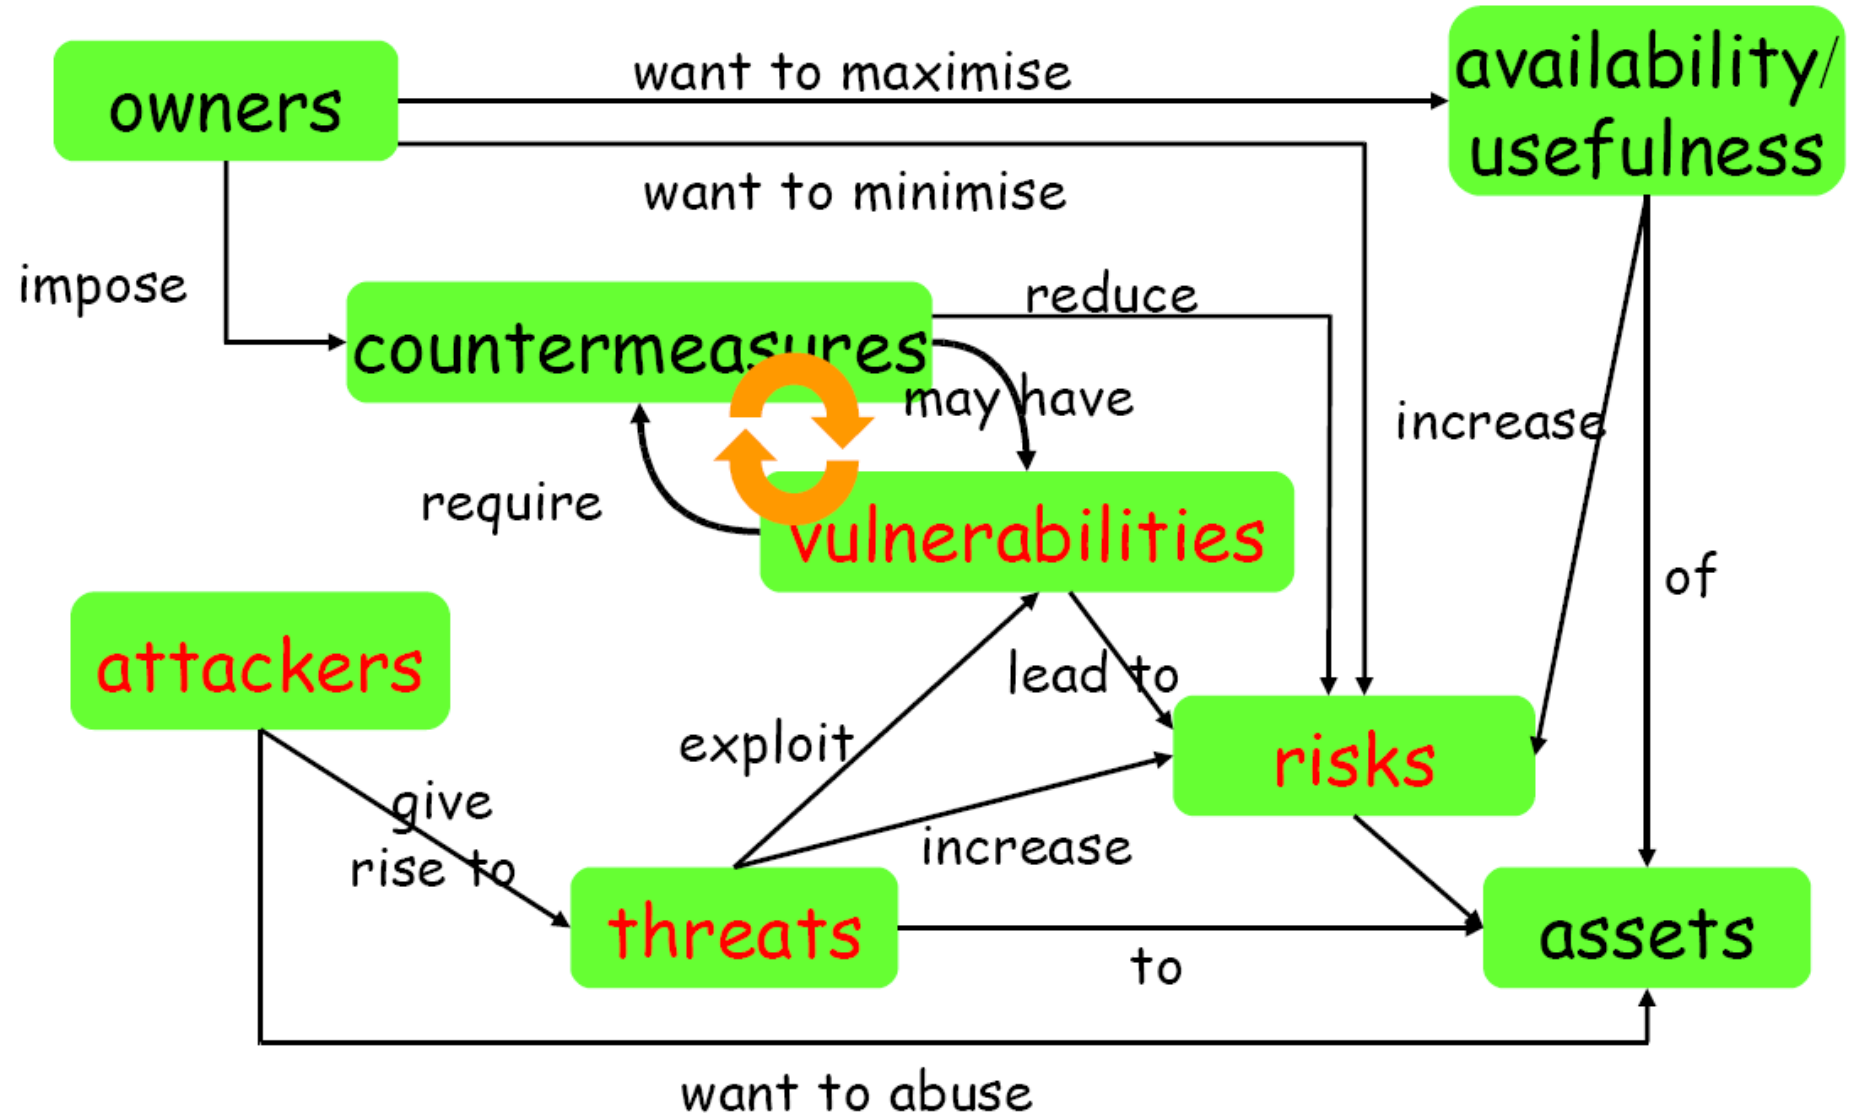 owners
want to maximise
availability/
usefulness
want to minimise
impose
reduce
countermeasures
may have
increase
require
vulnerabilities
of
attackers
lead to
exploit
risks
give
rise to
increase
threats
to
assets
want to abuse